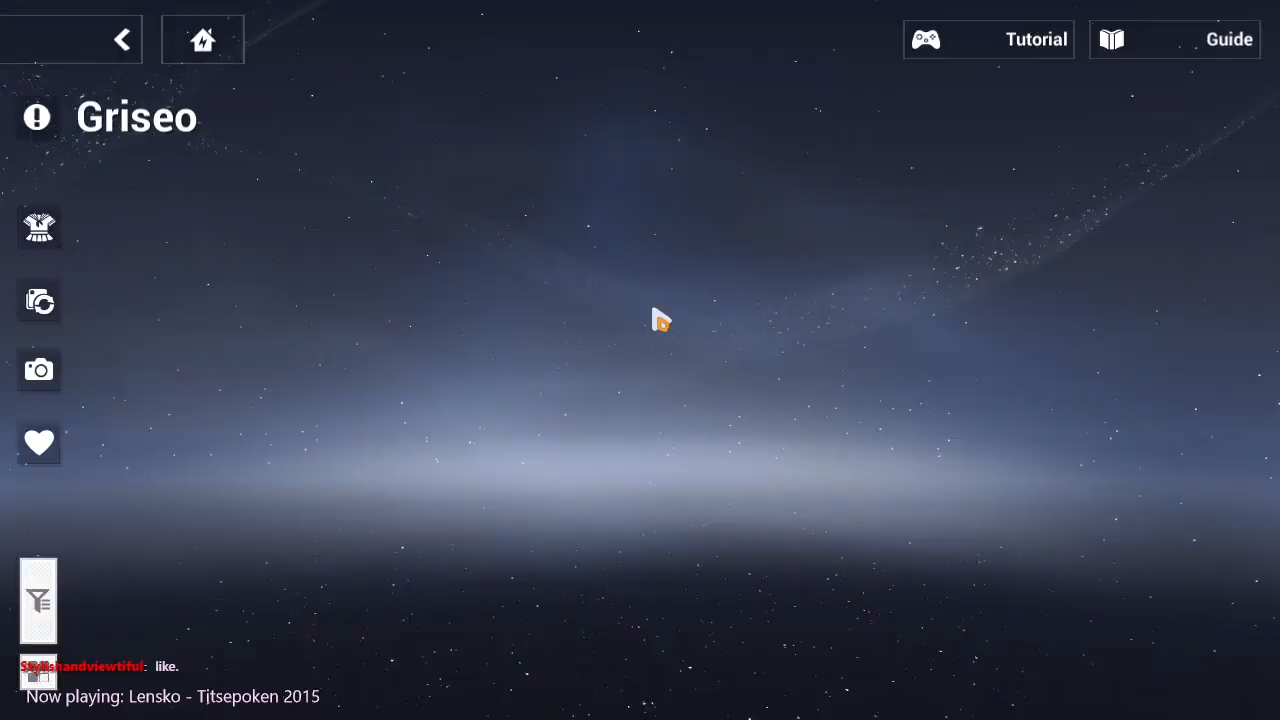 Tutorial
Guide
Griseo
Stylishandviewtiful: like.
Now playing: Lensko - Titsepoken 2015